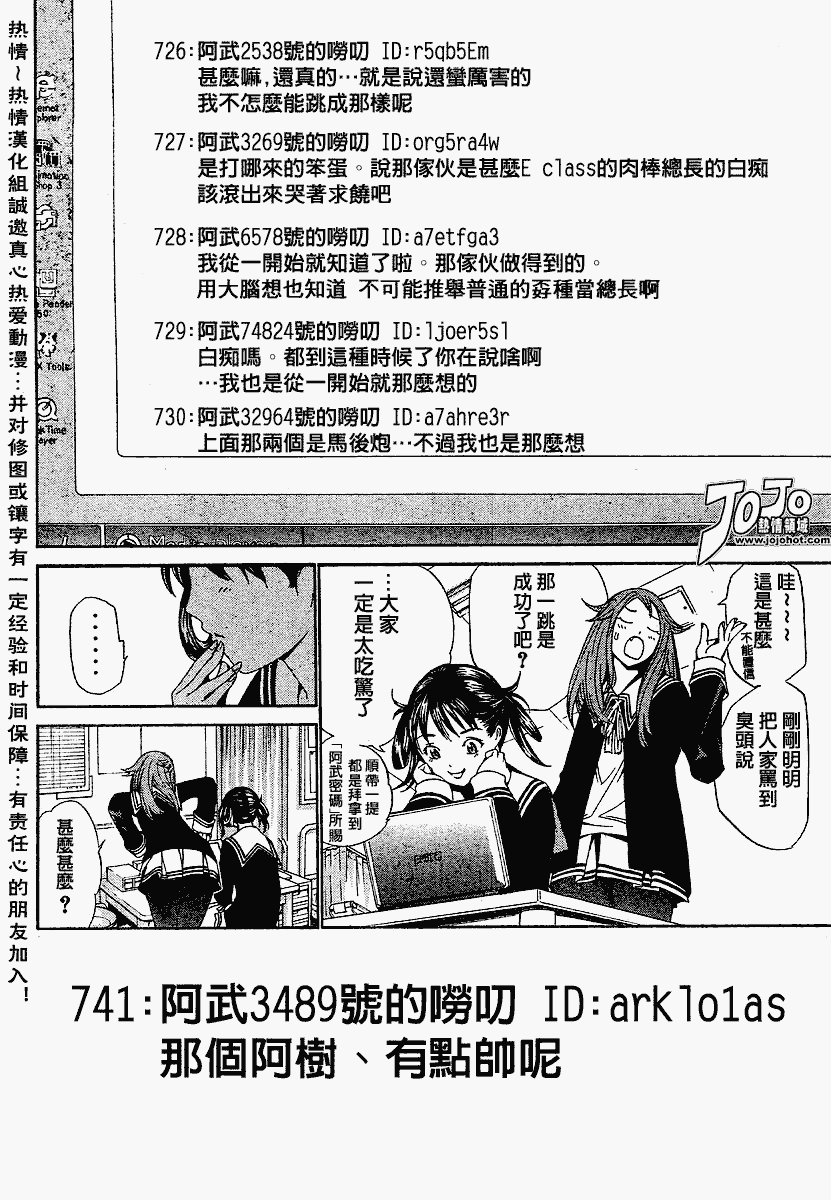 726:阿武2538號的嘮叨 ID:r5qb5Em
甚麼嘛,還真的…就是說還蠻厲害的
我不怎麼能跳成那樣呢
727:阿武3269號的嘮叨 ID:org5ra4w
是打哪來的笨蛋。說那傢伙是甚麼E class的肉棒總長的白痴
該滾出來哭著求饒吧
728:阿武6578號的嘮叨 ID:a7etfga3
我從一開始就知道了啦。那傢伙做得到的。
用大腦想也知道 不可能推舉普通的孬種當總長啊
729:阿武74824號的嘮叨 ID:ljoer5sl
白痴嗎。都到這種時候了你在說啥啊
…我也是從一開始就那麼想的
730:阿武32964號的嘮叨 ID:a7ahre3r
上面那兩個是馬後炮…不過我也是那麼想
JOJO
熱情領域
www.jojohot.com
哇~~~
這是甚麼
不能置信
剛剛明明
把人家罵到
臭頭說
那一跳是
成功了吧?
…大家
一定是太吃驚了
順帶一提
都是拜拿到
「阿武密碼」所賜
……
甚麼甚麼?
741:阿武3489號的嘮叨 ID:arklo1as
那個阿樹、有點帥呢
热情~热情漢化組誠邀真心热爱動漫…并对修图或镶字有一定经验和时间保障…有责任心的朋友加入!